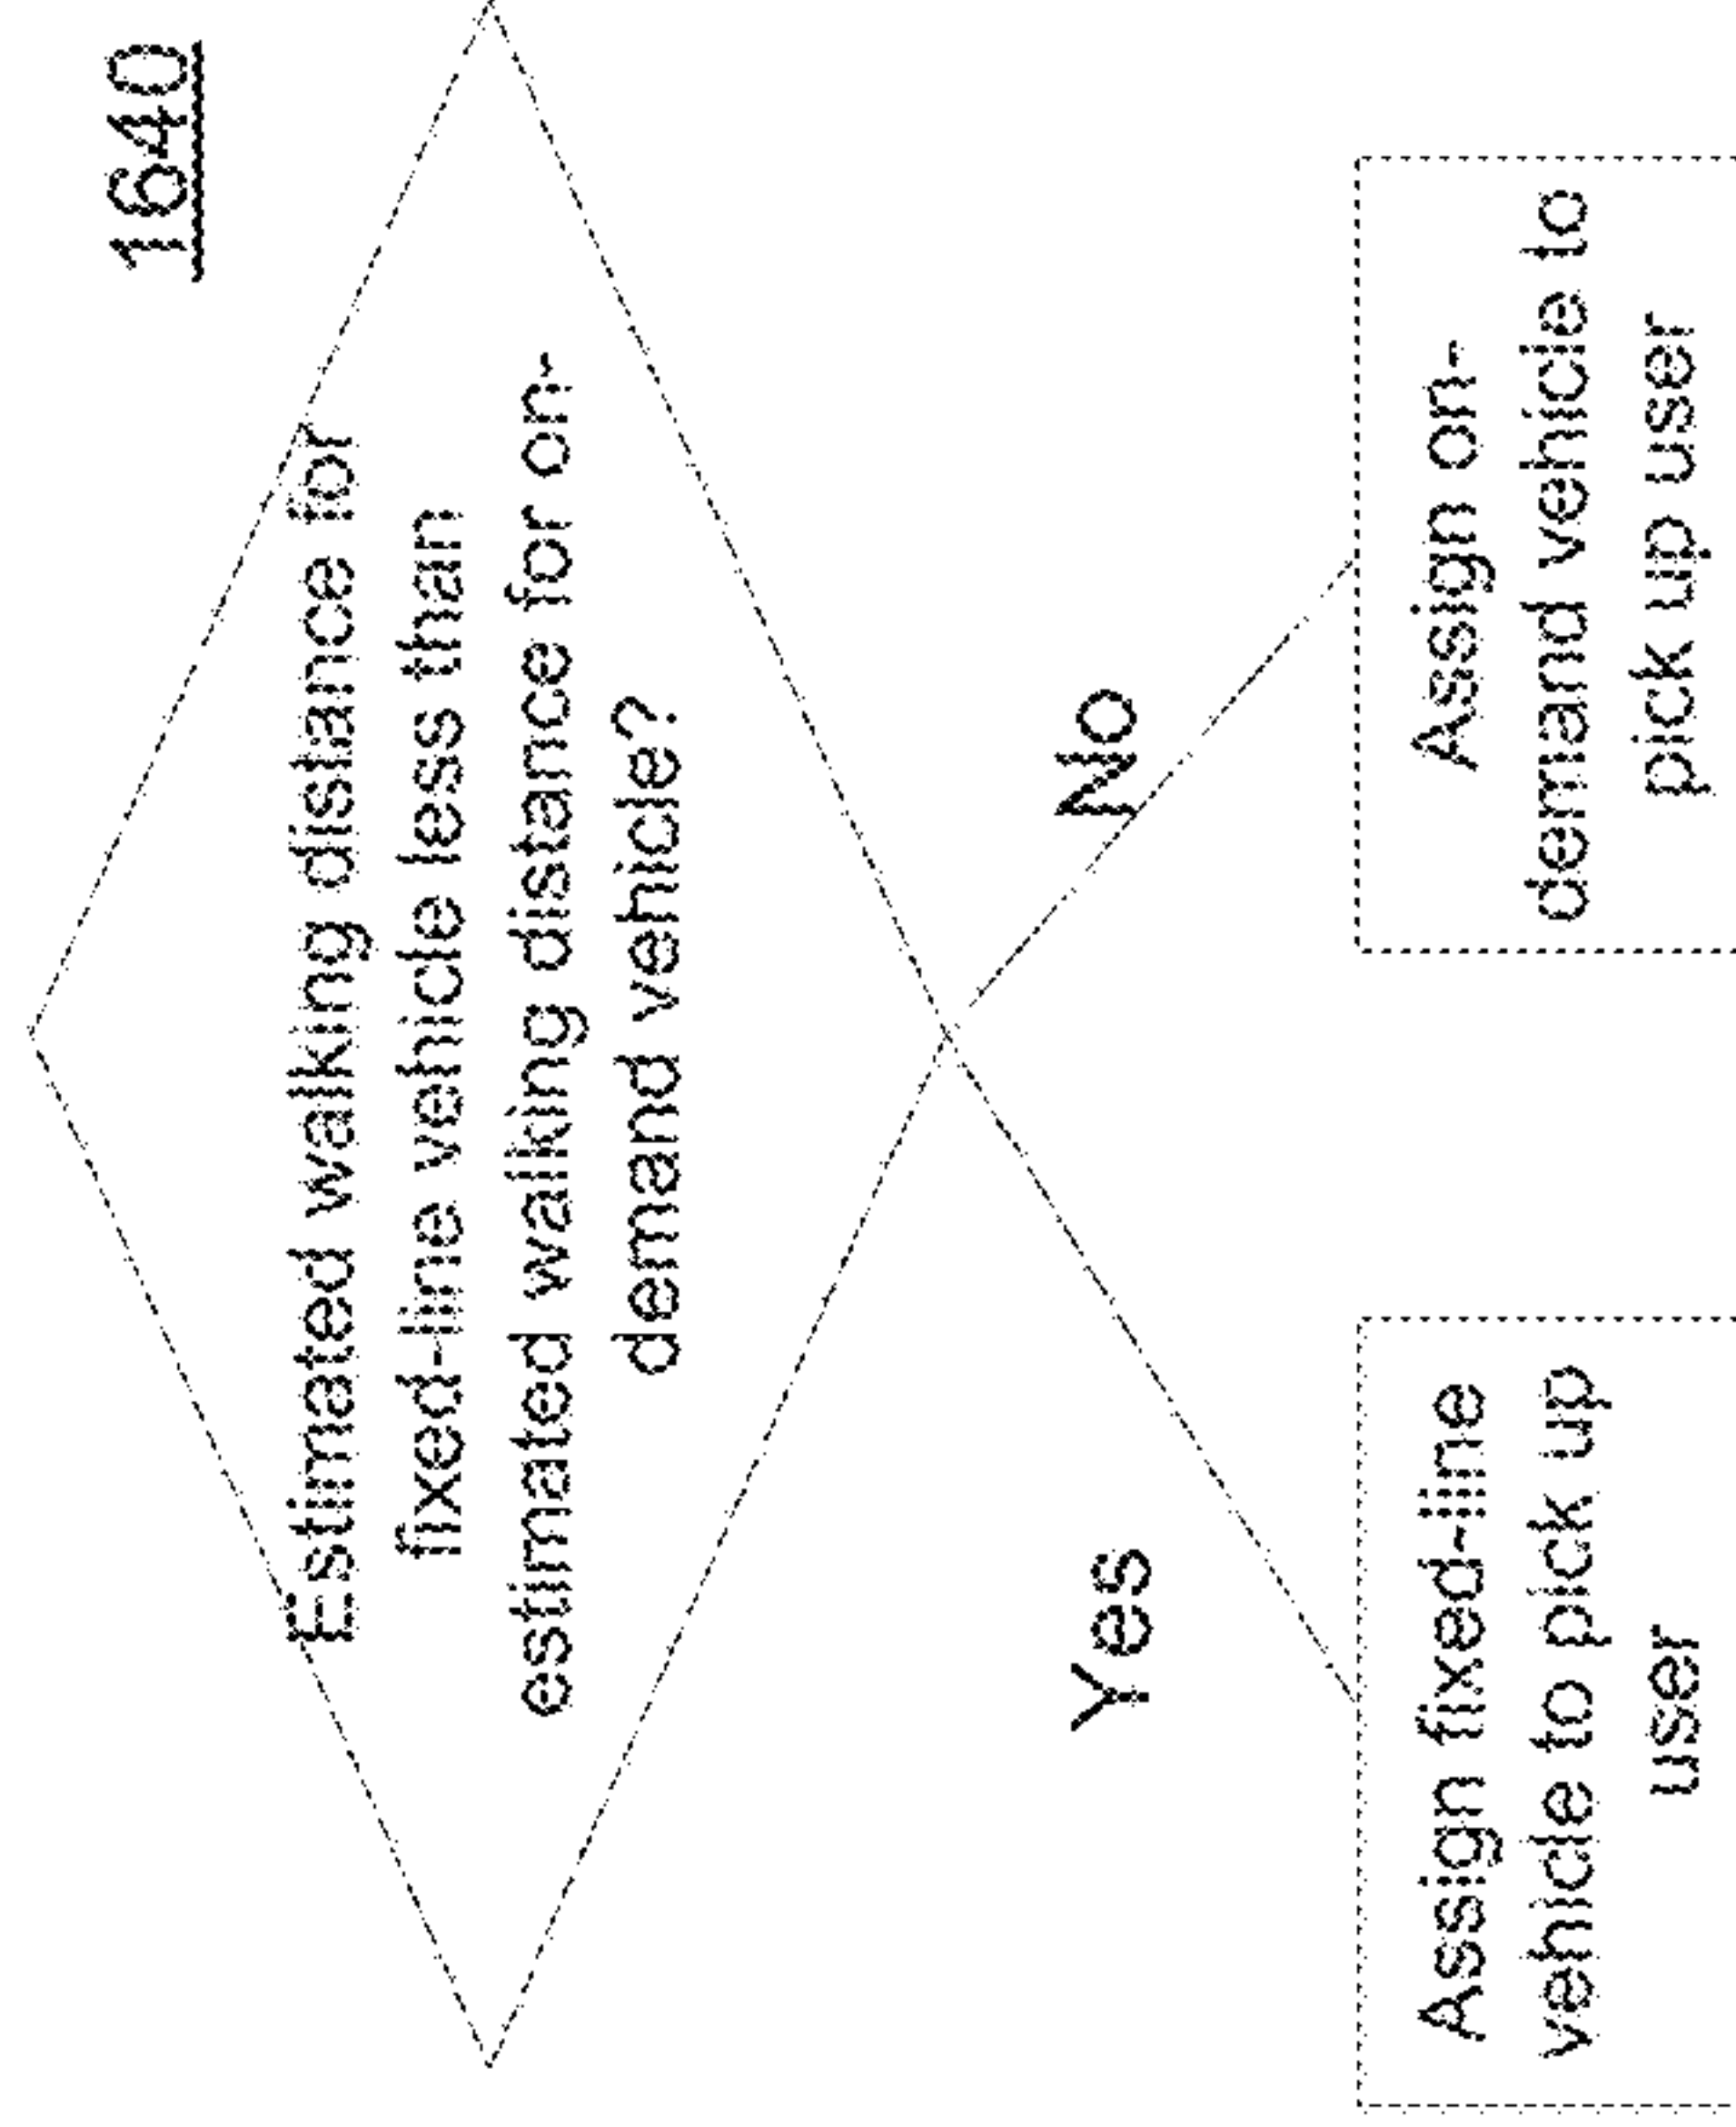 1640
Estimated walking distance for
fixed-line vehicle less than
estimated walking distance for on-
demand vehicle?
Yes
No
Assign fixed-line
vehicle to pick up
user
Assign on-
demand vehicle to
pick up user